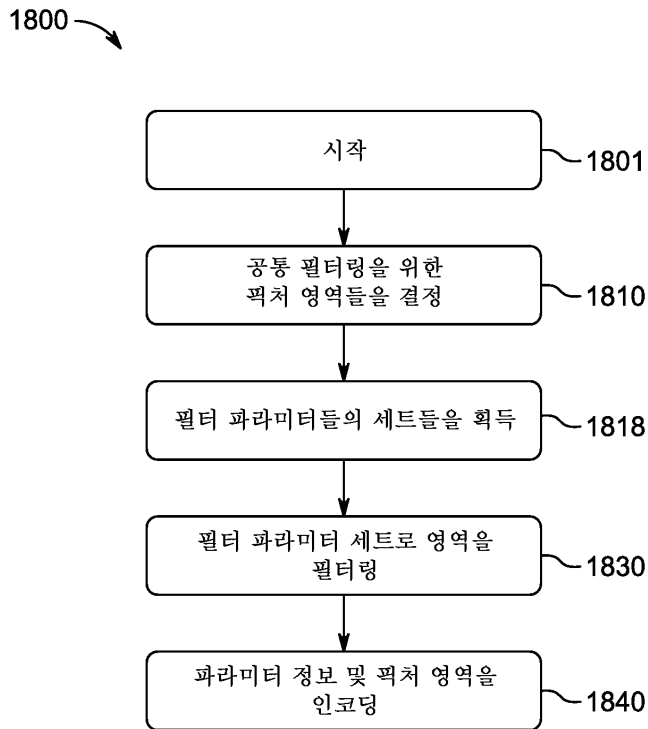 1800
시작
1801
공통 필터링을 위한
픽처 영역들을 결정
1810
필터 파라미터들의 세트들을 획득
1818
필터 파라미터 세트로 영역을
필터링
1830
파라미터 정보 및 픽처 영역을
인코딩
1840